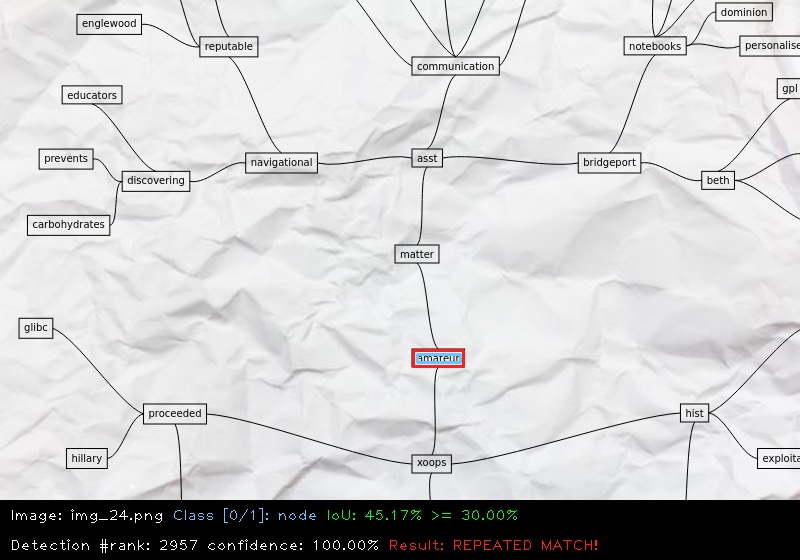 dominion
englewood
reputable
notebooks
personalise
communication
gpl
educators
prevents
navigational
asst
bridgeport
discovering
beth
carbohydrates
matter
glibc
amateur
proceeded
hist
hillary
xoops
exploita
Image: img_24.png Class [0/1]: node IoU: 45.17% >= 30.00%
Detection #rank: 2957 confidence: 100.00% Result: REPEATED MATCH!